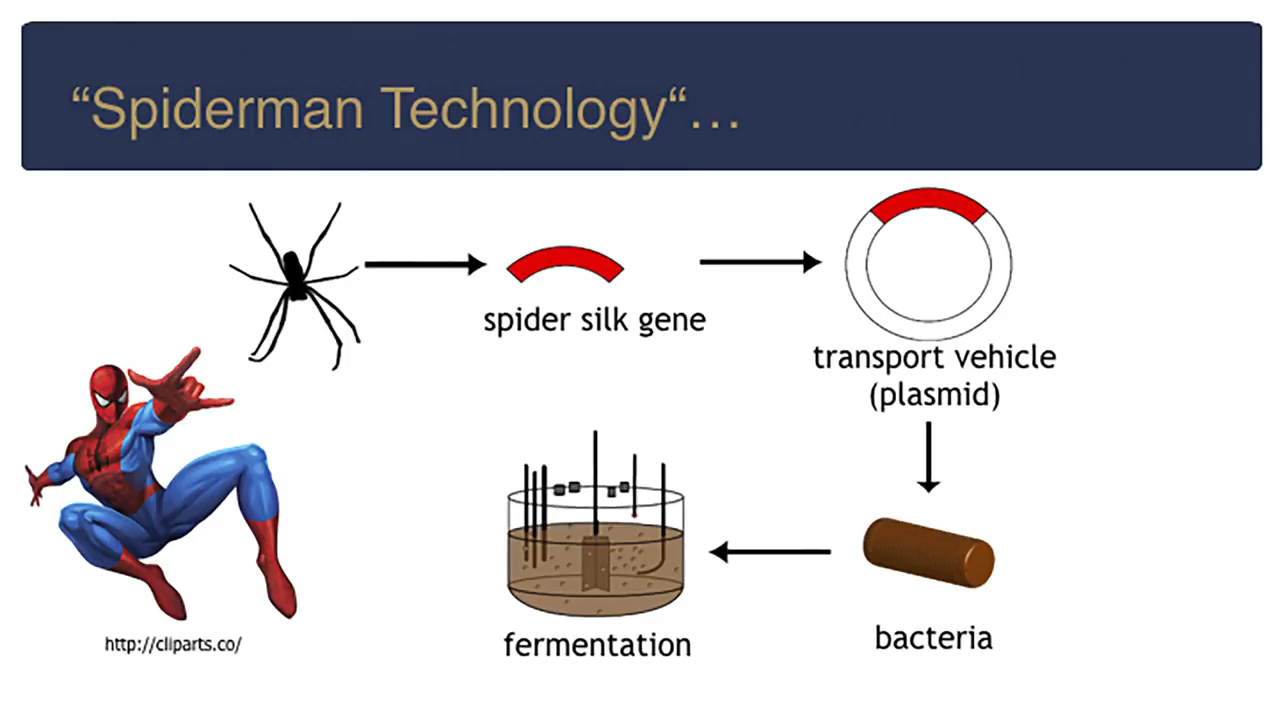 “Spiderman Technology“...
spider silk gene
transport vehicle
(plasmid)
fermentation
bacteria
http://cliparts.co/